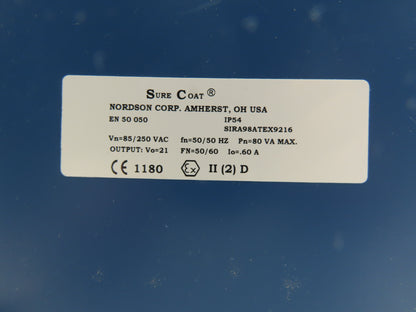 SURE COAT ®
NORDSON CORP. AMHERST, OH USA
EN 50 050 IP54
SIRA98ATEX9216
Vn=85/250 VAC fn=50/50 HZ Pn=80 VA MAX.
OUTPUT: Vo=21 FN=50/60 Io=.60 A
CE 1180 Ex II (2) D